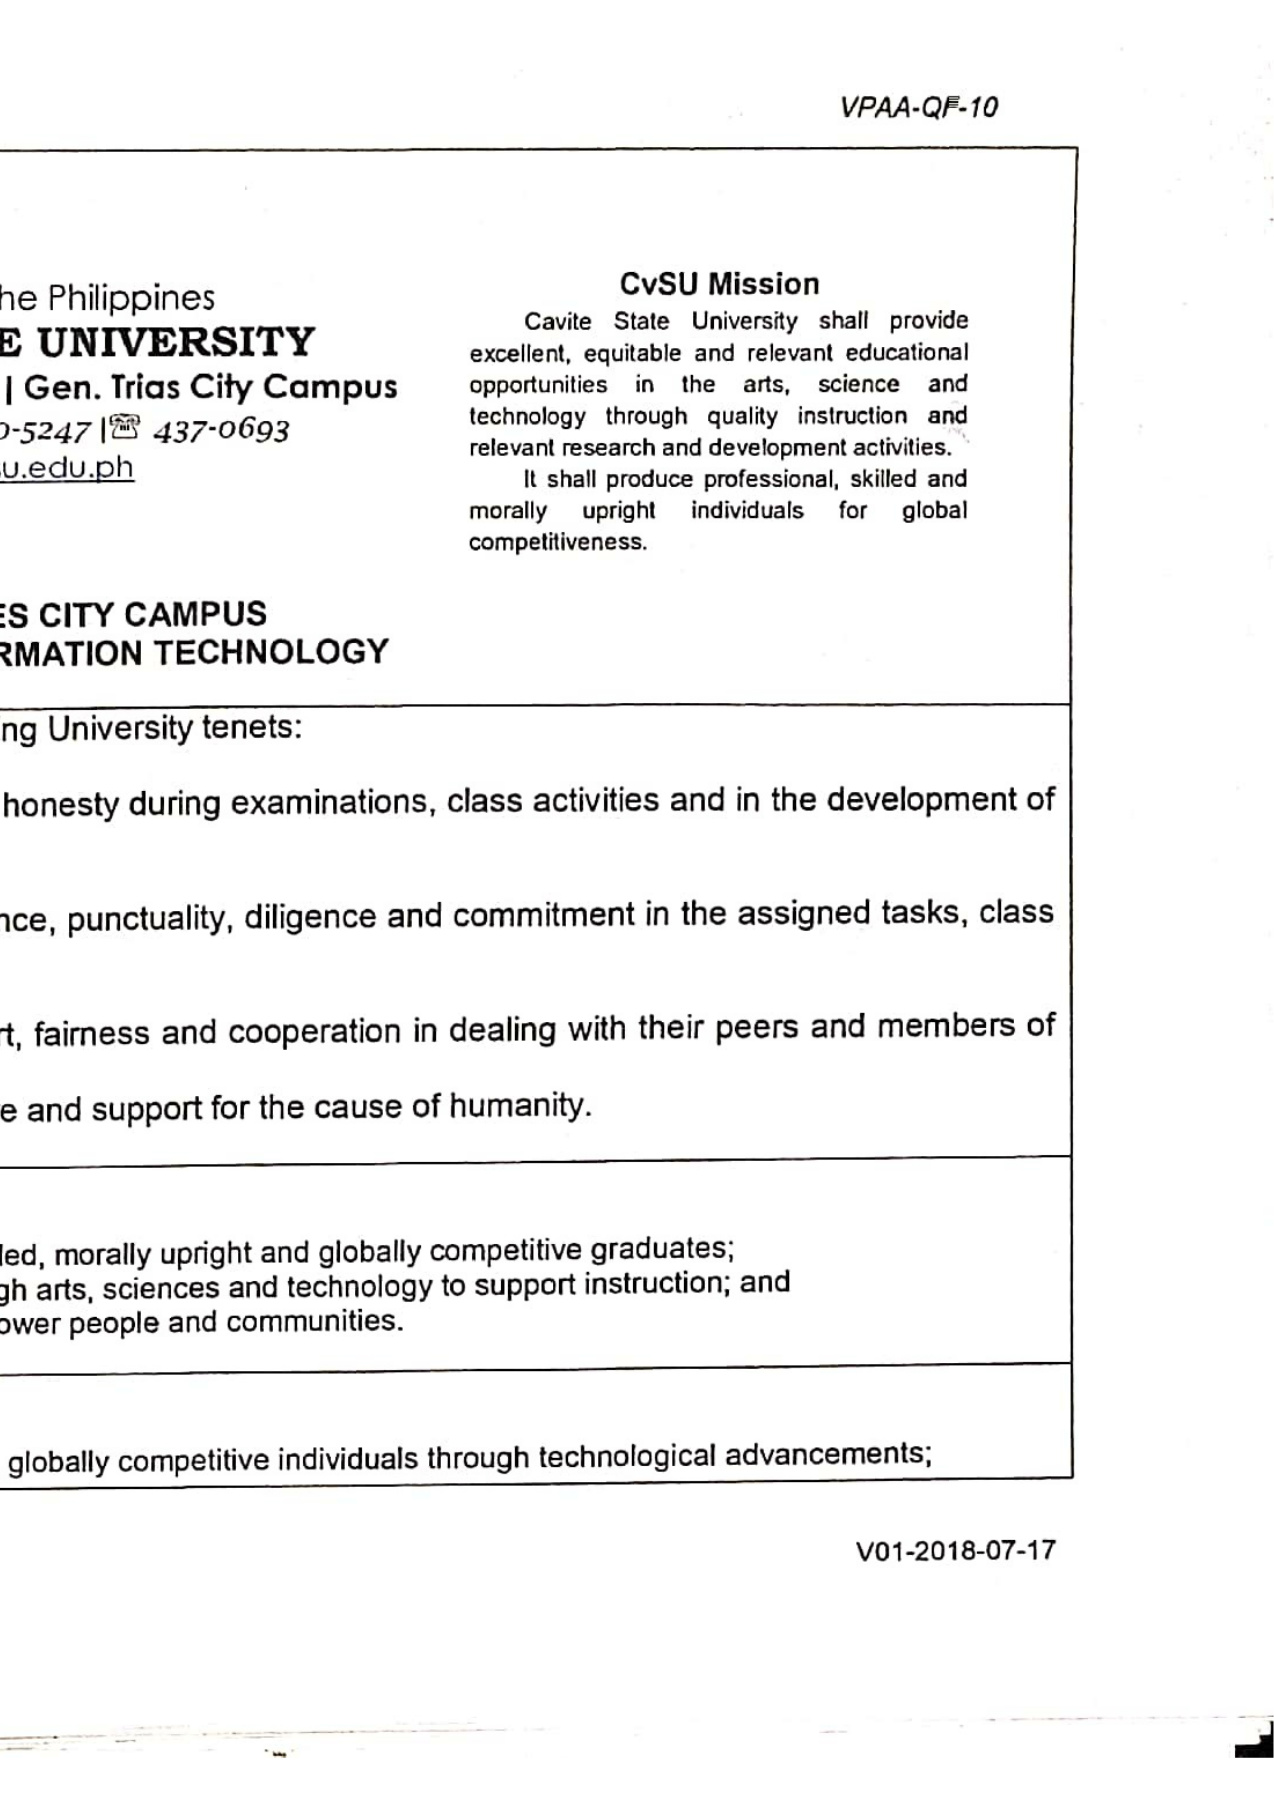 VPAA-QF-10
he Philippines
E UNIVERSITY
| Gen. Trias City Campus
0-5247 |☏ 437-0693
u.edu.ph
CvSU Mission
Cavite State University shall provide
excellent, equitable and relevant educational
opportunities in the arts, science and
technology through quality instruction and
relevant research and development activities.
It shall produce professional, skilled and
morally upright individuals for global
competitiveness.
ES CITY CAMPUS
RMATION TECHNOLOGY
ng University tenets:
honesty during examinations, class activities and in the development of
nce, punctuality, diligence and commitment in the assigned tasks, class
rt, fairness and cooperation in dealing with their peers and members of
e and support for the cause of humanity.
led, morally upright and globally competitive graduates;
gh arts, sciences and technology to support instruction; and
ower people and communities.
globally competitive individuals through technological advancements;
V01-2018-07-17